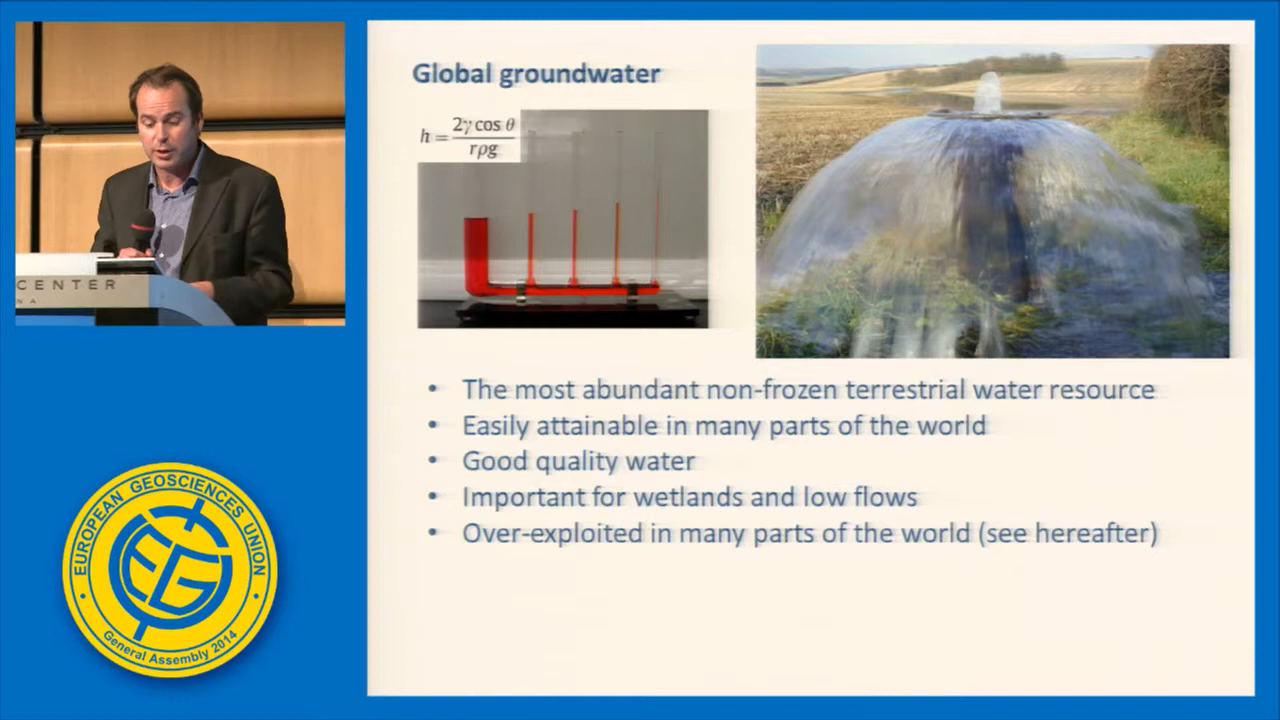 Global groundwater
h = 2γ cos θ / rρg
• The most abundant non-frozen terrestrial water resource
• Easily attainable in many parts of the world
• Good quality water
• Important for wetlands and low flows
• Over-exploited in many parts of the world (see hereafter)
CENTER
N A
EUROPEAN GEOSCIENCES UNION
EGU
General Assembly 2014